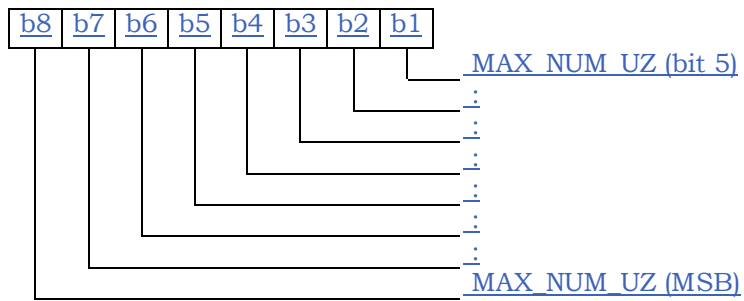 b8 b7 b6 b5 b4 b3 b2 b1
MAX_NUM_UZ (bit 5)
:
:
:
:
:
:
MAX_NUM_UZ (MSB)